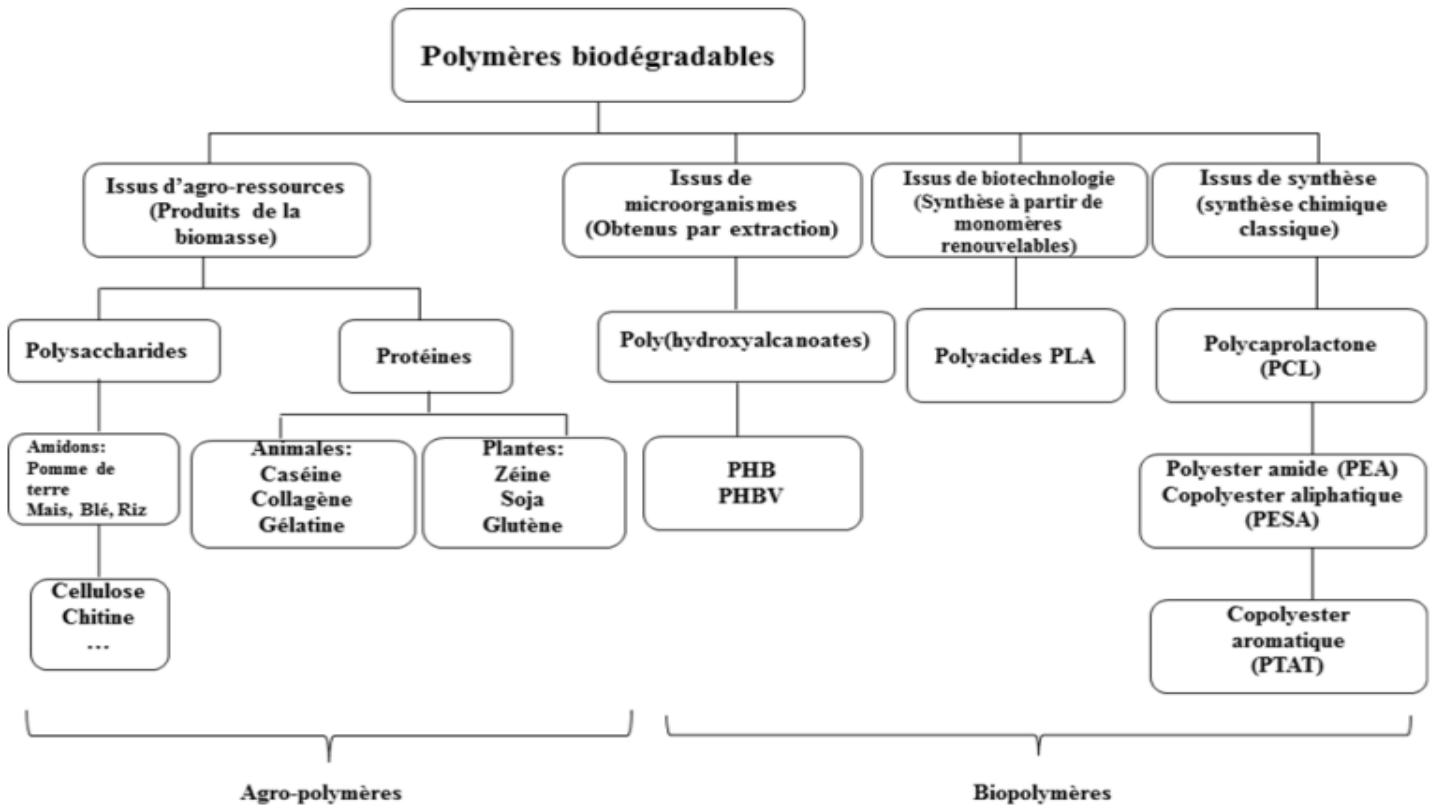 Polymères biodégradables
Issus d'agro-ressources
(Produits de la
biomasse)
Issus de
microorganismes
(Obtenus par extraction)
Issus de biotechnologie
(Synthèse à partir de
monomères
renouvelables)
Issus de synthèse
(synthèse chimique
classique)
Polysaccharides
Protéines
Poly(hydroxyalcanoates)
Polyacides PLA
Polycaprolactone
(PCL)
Amidons:
Pomme de
terre
Mais, Blé, Riz
Animales:
Caséine
Collagène
Gélatine
Plantes:
Zéine
Soja
Glutène
PHB
PHBV
Polyester amide (PEA)
Copolyester aliphatique
(PESA)
Cellulose
Chitine
...
Copolyester
aromatique
(PTAT)
Agro-polymères
Biopolymères